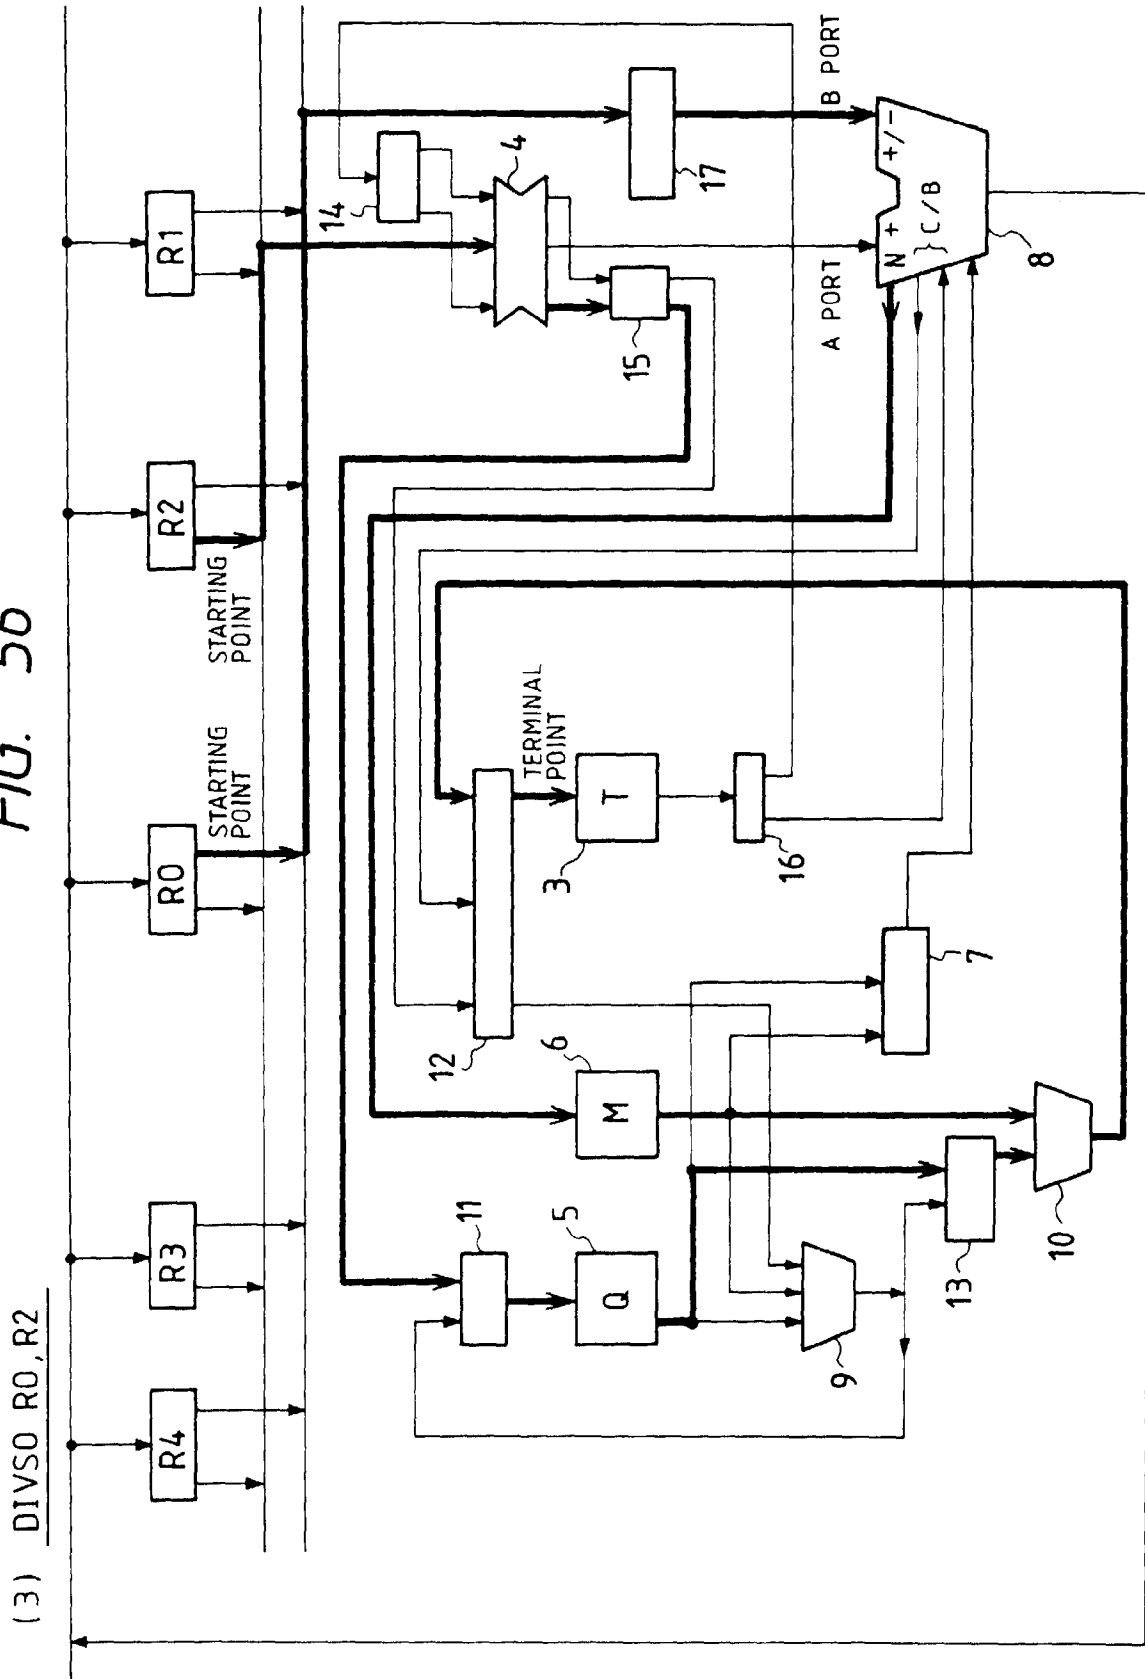 FIG. 5b
(3) DIVSO R0, R2
R4
R3
R0
R2
R1
STARTING
POINT
STARTING
POINT
14
4
15
17
11
12
TERMINAL
POINT
5
Q
6
M
3
T
16
A PORT
B PORT
9
13
7
N + +/-
} C/B
8
10